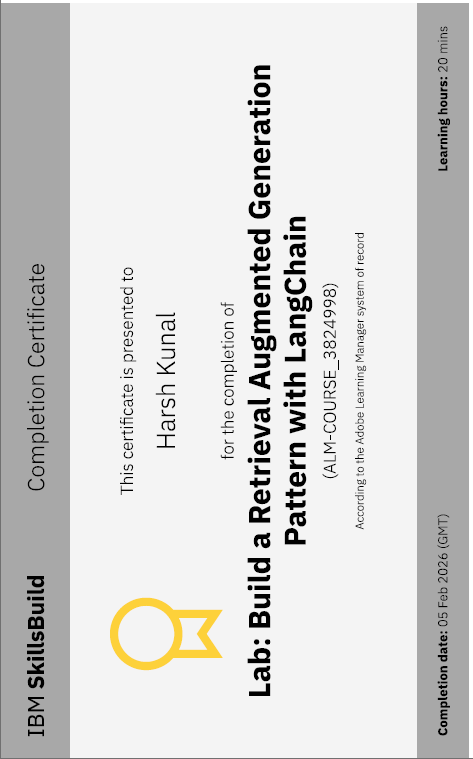 IBM SkillsBuild Completion Certificate
This certificate is presented to
Harsh Kunal
for the completion of
Lab: Build a Retrieval Augmented Generation
Pattern with LangChain
(ALM-COURSE_3824998)
According to the Adobe Learning Manager system of record
Completion date: 05 Feb 2026 (GMT) Learning hours: 20 mins